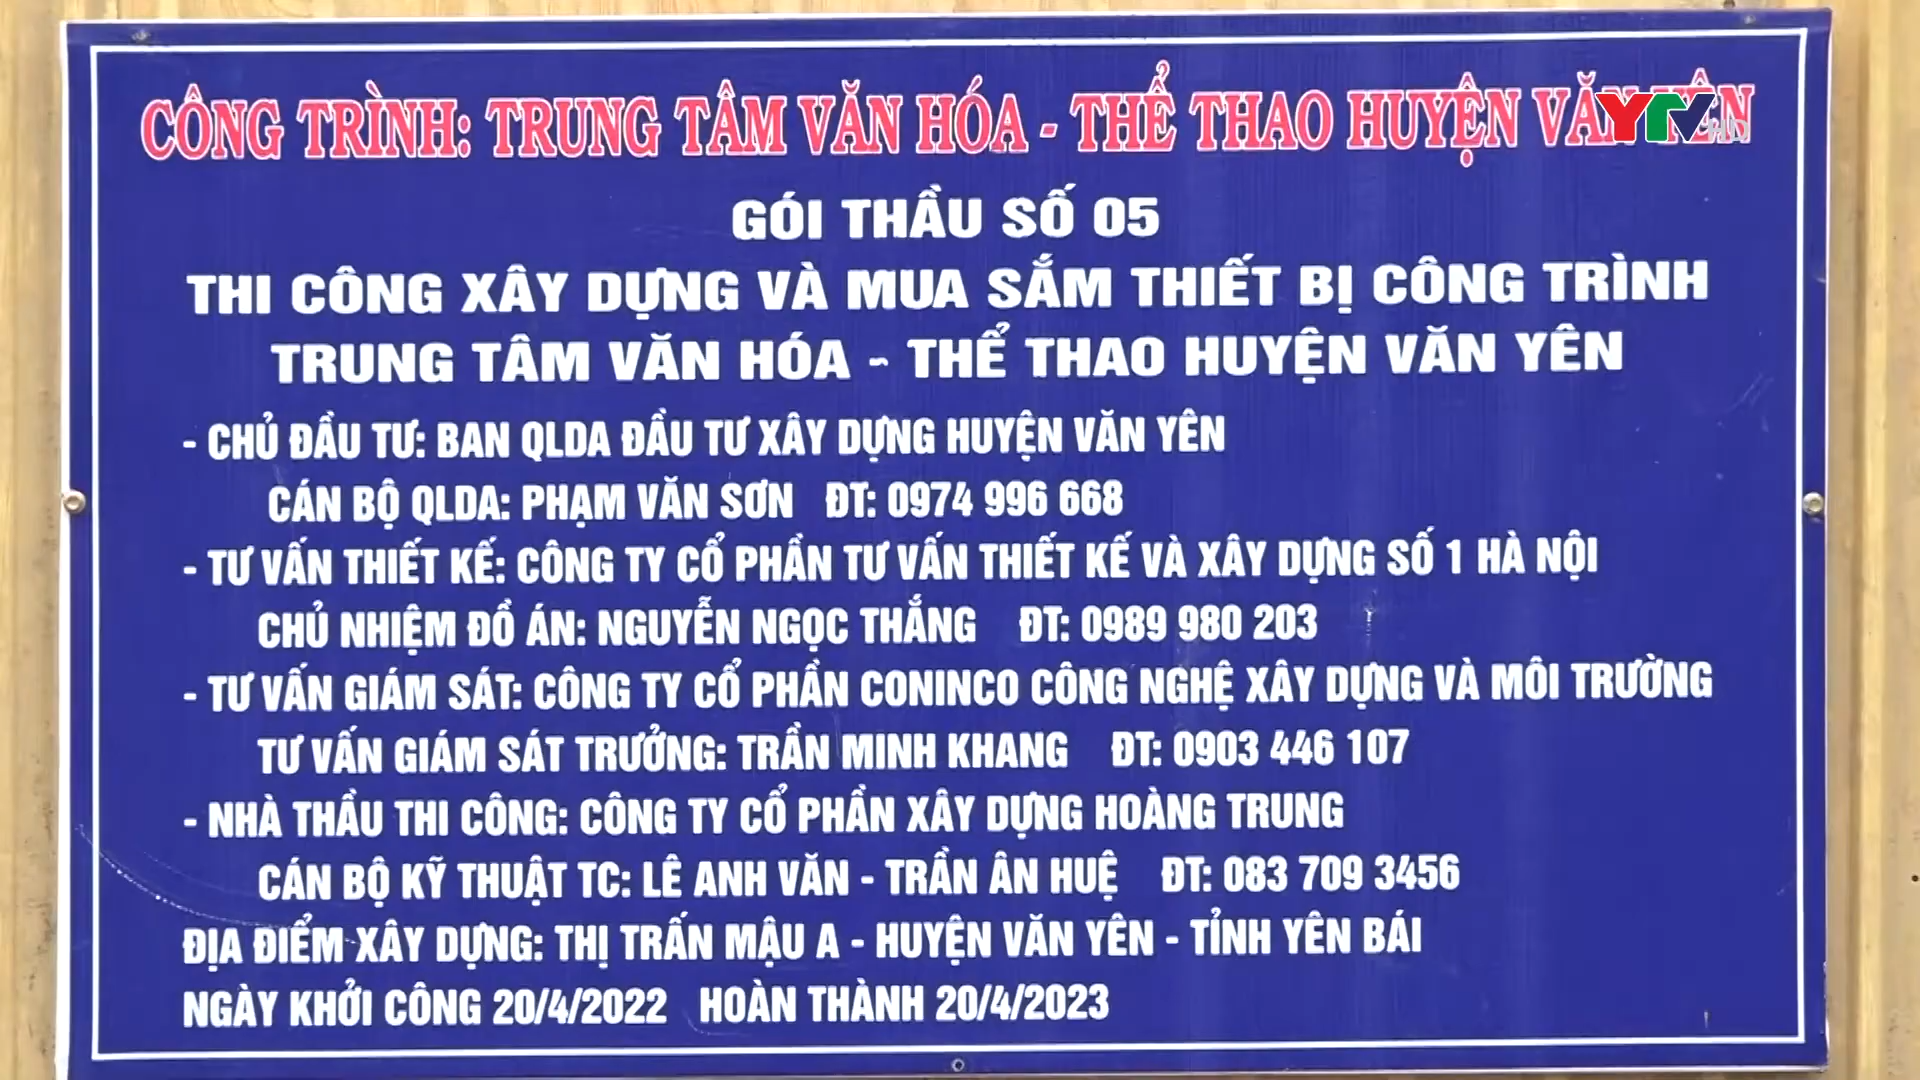 CÔNG TRÌNH: TRUNG TÂM VĂN HÓA - THỂ THAO HUYỆN VĂN YÊN
YTV HD
GÓI THẦU SỐ 05
THI CÔNG XÂY DỰNG VÀ MUA SẮM THIẾT BỊ CÔNG TRÌNH
TRUNG TÂM VĂN HÓA ~ THỂ THAO HUYỆN VĂN YÊN
- CHỦ ĐẦU TƯ: BAN QLDA ĐẦU TƯ XÂY DỰNG HUYỆN VĂN YÊN
CÁN BỘ QLDA: PHẠM VĂN SƠN ĐT: 0974 996 668
- TƯ VẤN THIẾT KẾ: CÔNG TY CỔ PHẦN TƯ VẤN THIẾT KẾ VÀ XÂY DỰNG SỐ 1 HÀ NỘI
CHỦ NHIỆM ĐỒ ÁN: NGUYỄN NGỌC THẮNG ĐT: 0989 980 203
- TƯ VẤN GIÁM SÁT: CÔNG TY CỔ PHẦN CONINCO CÔNG NGHỆ XÂY DỰNG VÀ MÔI TRƯỜNG
TƯ VẤN GIÁM SÁT TRƯỞNG: TRẦN MINH KHANG ĐT: 0903 446 107
- NHÀ THẦU THI CÔNG: CÔNG TY CỔ PHẦN XÂY DỰNG HOÀNG TRUNG
CÁN BỘ KỸ THUẬT TC: LÊ ANH VĂN - TRẦN ÂN HUỆ ĐT: 083 709 3456
ĐỊA ĐIỂM XÂY DỰNG: THỊ TRẤN MẬU A - HUYỆN VĂN YÊN - TỈNH YÊN BÁI
NGÀY KHỞI CÔNG 20/4/2022 HOÀN THÀNH 20/4/2023